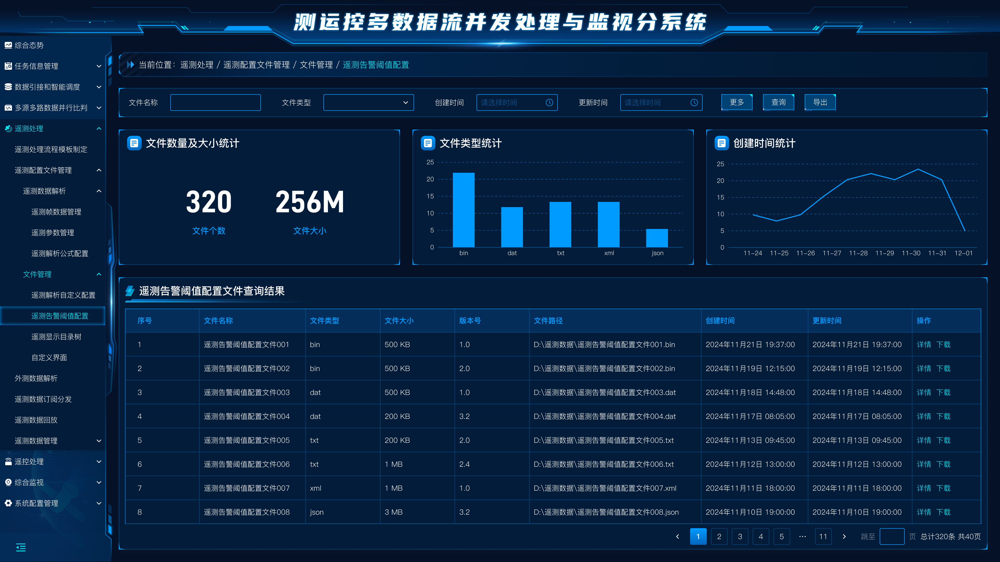 测运控多数据流并发处理与监视分系统
综合态势
任务信息管理
数据引接和智能调度
多源多路数据并行比判
遥测处理
遥测处理流程模板制定
遥测配置文件管理
遥测数据解析
遥测帧数据管理
遥测参数管理
遥测解析公式配置
文件管理
遥测解析自定义配置
遥测告警阈值配置
遥测显示目录树
自定义界面
外测数据解析
遥测数据订阅分发
遥测数据回放
遥测数据管理
遥控处理
综合监视
系统配置管理
当前位置：遥测处理 / 遥测配置文件管理 / 文件管理 / 遥测告警阈值配置
文件名称 文件类型 创建时间 请选择时间 更新时间 请选择时间 更多 查询 导出
文件数量及大小统计
320 256M
文件个数 文件大小
文件类型统计
25
20
15
10
5
0
bin dat txt xml json
创建时间统计
25
20
15
10
5
0
11-24 11-25 11-26 11-27 11-28 11-29 11-30 11-31 12-01
遥测告警阈值配置文件查询结果
序号 文件名称 文件类型 文件大小 版本号 文件路径 创建时间 更新时间 操作
1 遥测告警阈值配置文件001 bin 500 KB 1.0 D:\遥测数据\遥测告警阈值配置文件001.bin 2024年11月21日 19:37:00 2024年11月21日 19:37:00 详情 下载
2 遥测告警阈值配置文件002 bin 500 KB 2.0 D:\遥测数据\遥测告警阈值配置文件002.bin 2024年11月19日 12:15:00 2024年11月19日 12:15:00 详情 下载
3 遥测告警阈值配置文件003 dat 500 KB 1.0 D:\遥测数据\遥测告警阈值配置文件003.dat 2024年11月18日 14:48:00 2024年11月18日 14:48:00 详情 下载
4 遥测告警阈值配置文件004 dat 200 KB 3.2 D:\遥测数据\遥测告警阈值配置文件004.dat 2024年11月17日 08:05:00 2024年11月17日 08:05:00 详情 下载
5 遥测告警阈值配置文件005 txt 200 KB 2.0 D:\遥测数据\遥测告警阈值配置文件005.txt 2024年11月13日 09:45:00 2024年11月13日 09:45:00 详情 下载
6 遥测告警阈值配置文件006 txt 1 MB 2.4 D:\遥测数据\遥测告警阈值配置文件006.txt 2024年11月12日 13:00:00 2024年11月12日 13:00:00 详情 下载
7 遥测告警阈值配置文件007 xml 1 MB 1.0 D:\遥测数据\遥测告警阈值配置文件007.xml 2024年11月11日 18:00:00 2024年11月11日 18:00:00 详情 下载
8 遥测告警阈值配置文件008 json 3 MB 3.2 D:\遥测数据\遥测告警阈值配置文件008.json 2024年11月10日 19:00:00 2024年11月10日 19:00:00 详情 下载
1 2 3 4 5 ··· 11 跳至 页 总计320条 共40页